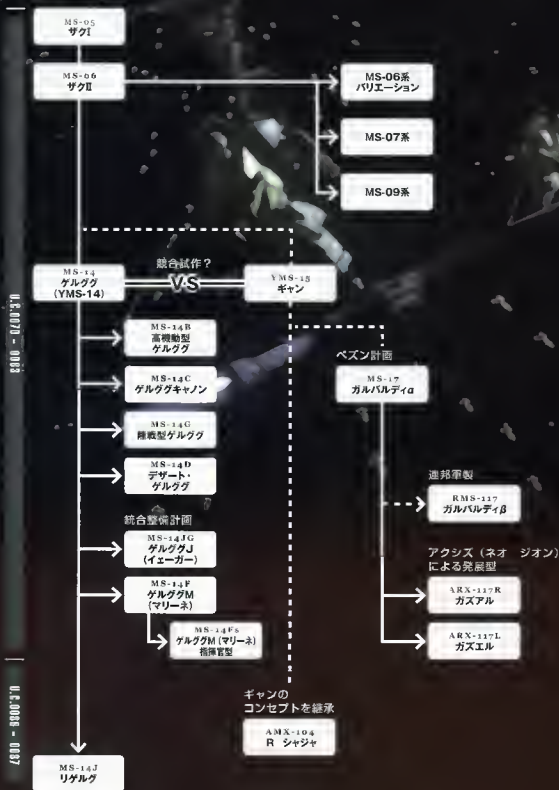 MS-05
ザクI
MS-06
ザクII
MS-06系
バリエーション
MS-07系
MS-09系
競合試作？
MS-14
ゲルググ
(YMS-14)
VS
YMS-15
ギャン
MS-14B
高機動型
ゲルググ
MS-14C
ゲルググキャノン
MS-14G
陸戦型ゲルググ
MS-14D
デザート・
ゲルググ
統合整備計画
MS-14JG
ゲルググJ
(イェーガー)
MS-14F
ゲルググM
(マリーネ)
MS-14Fs
ゲルググM (マリーネ)
指揮官型
ペズン計画
MS-17
ガルバルディα
連邦軍製
RMS-117
ガルバルディβ
アクシズ（ネオ ジオン）
による発展型
ARX-117R
ガズアル
ARX-117L
ガズエル
ギャンの
コンセプトを継承
AMX-104
R シャジャ
MS-14J
リゲルグ